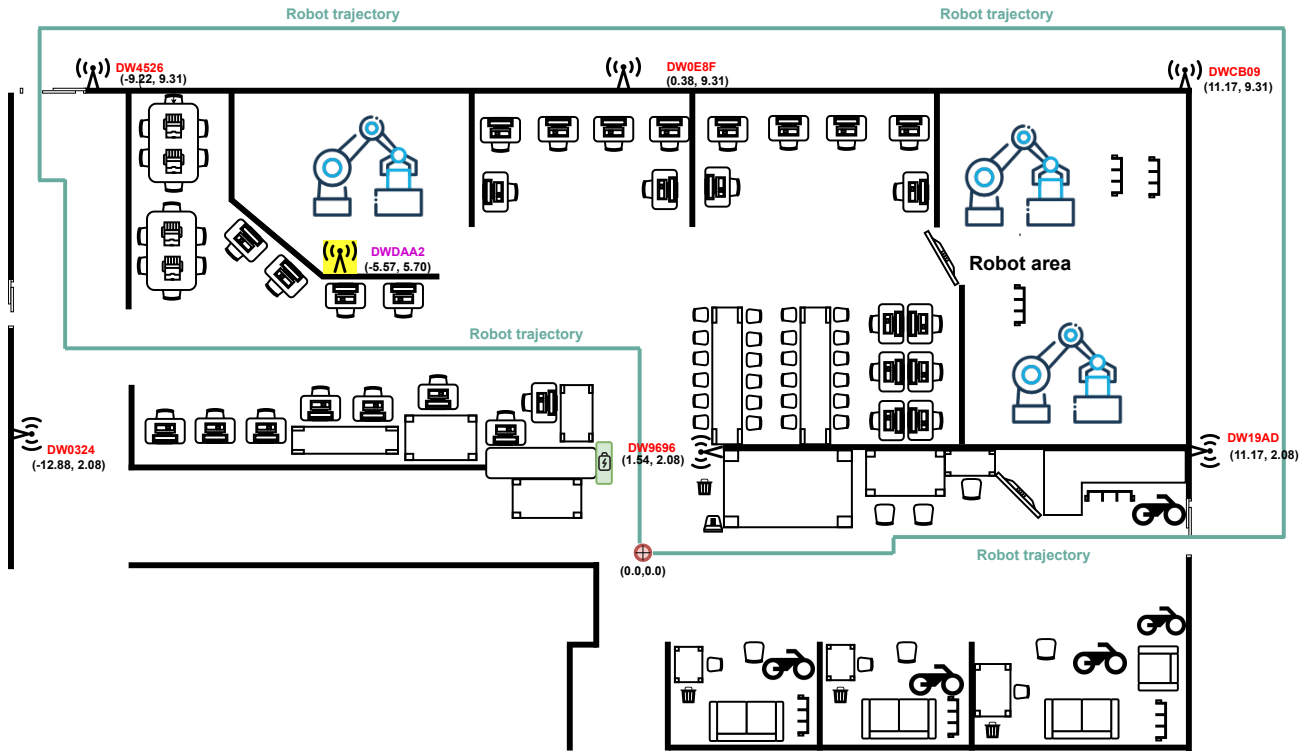 Robot trajectory
Robot trajectory
DW4526
(-9.22, 9.31)
DW0E8F
(0.38, 9.31)
DWCB09
(11.17, 9.31)
DWDAA2
(-5.57, 5.70)
Robot area
Robot trajectory
DW0324
(-12.88, 2.08)
DW9696
(1.54, 2.08)
DW19AD
(11.17, 2.08)
Robot trajectory
(0.0,0.0)